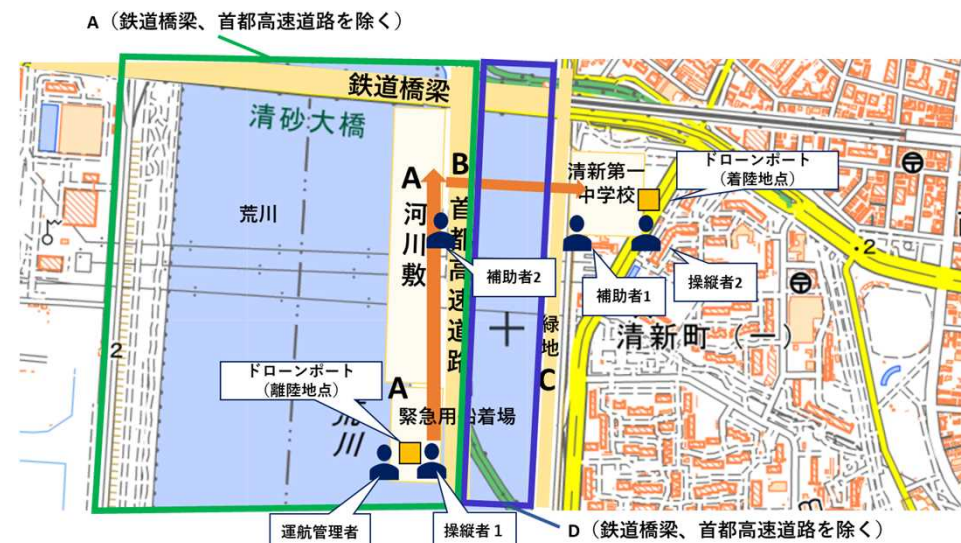 A（鉄道橋梁、首都高速道路を除く）
鉄道橋梁
清砂大橋
荒川
A
河川敷
B
首都高速道路
清新第一
中学校
ドローンポート
（着陸地点）
補助者2
補助者1
操縦者2
2
2
緑地
C
清新町（一）
ドローンポート
（離陸地点）
A
緊急用船着場
荒川
運航管理者
操縦者1
D（鉄道橋梁、首都高速道路を除く）